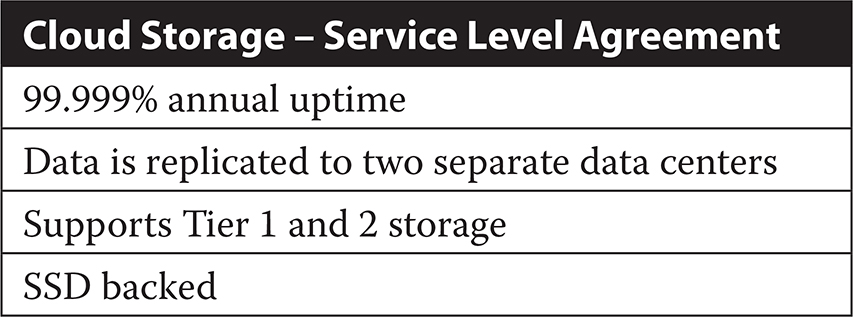 Cloud Storage – Service Level Agreement
99.999% annual uptime
Data is replicated to two separate data centers
Supports Tier 1 and 2 storage
SSD backed